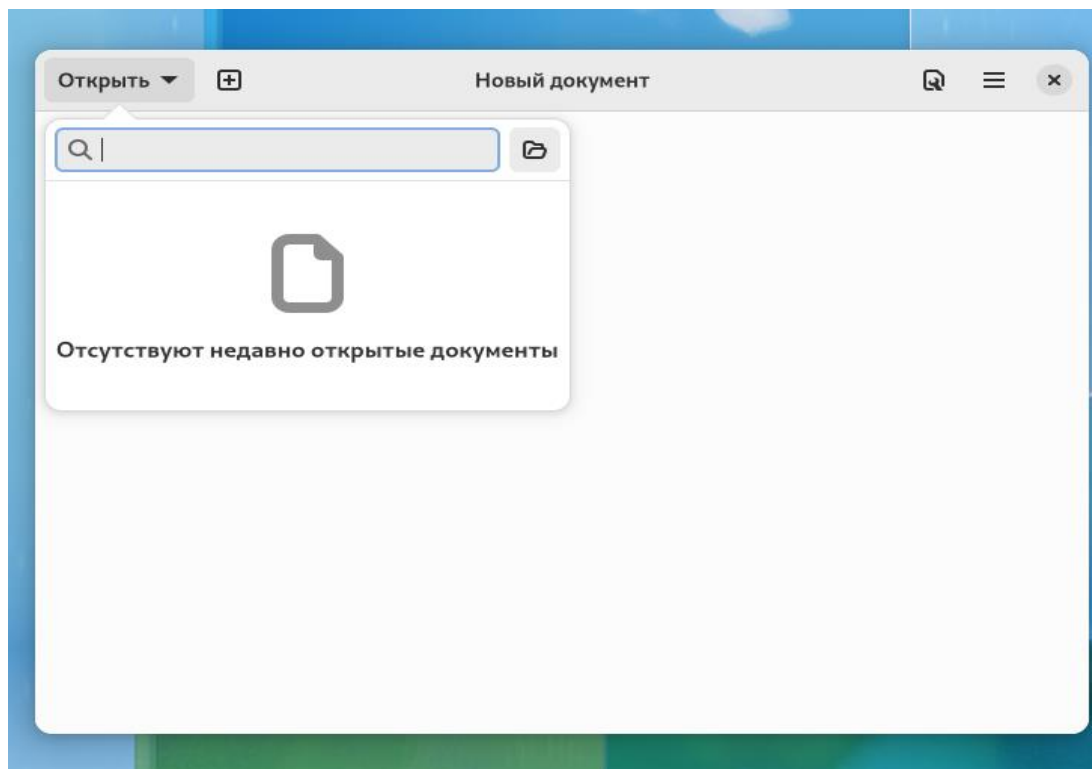 Открыть
Новый документ
Отсутствуют недавно открытые документы